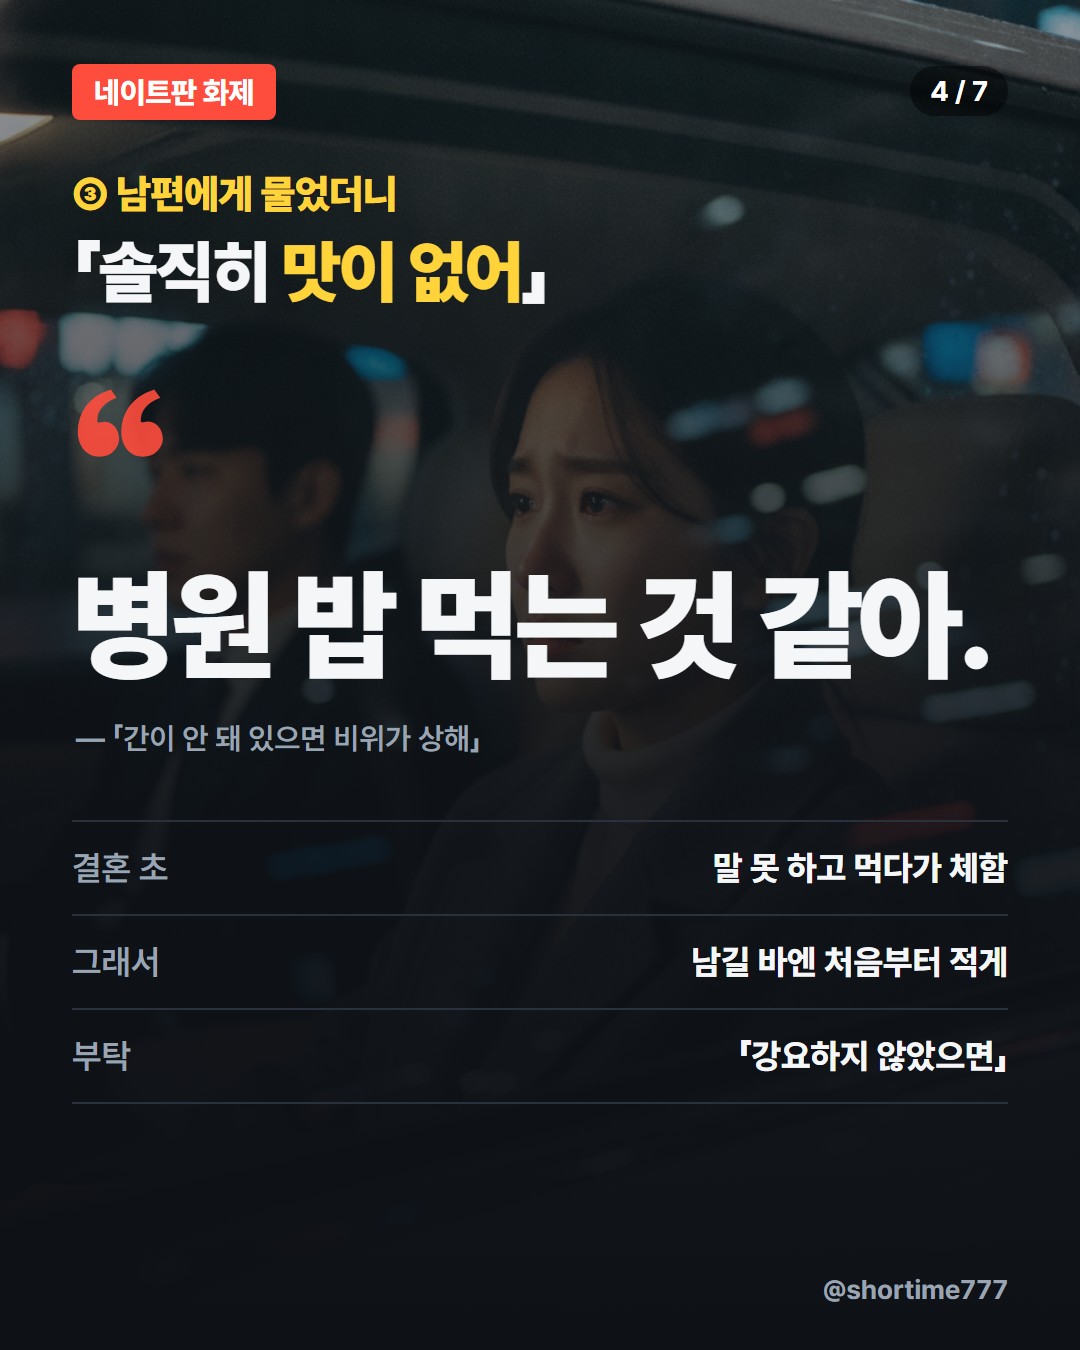 네이트판 화제
4 / 7
③ 남편에게 물었더니
「솔직히 맛이 없어」
“
병원 밥 먹는 것 같아.
— 「간이 안 돼 있으면 비위가 상해」
결혼 초 말 못 하고 먹다가 체함
그래서 남길 바엔 처음부터 적게
부탁 「강요하지 않았으면」
@shortime777